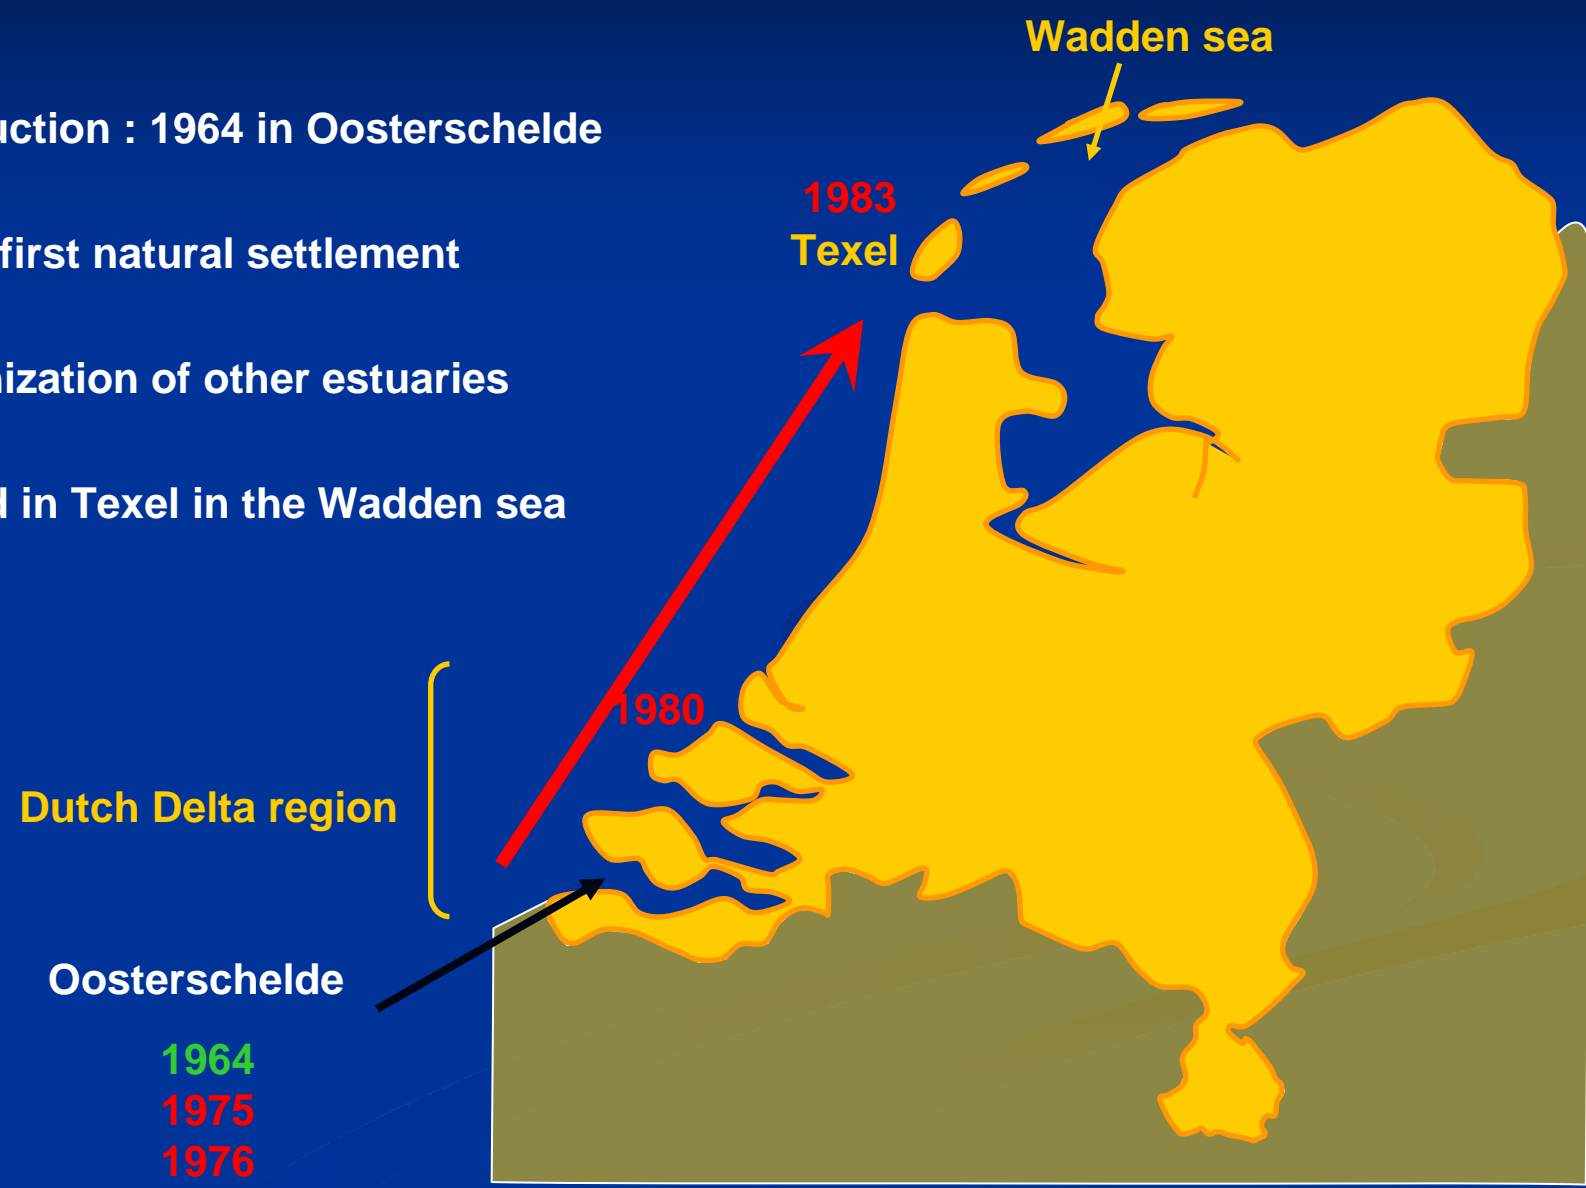 Wadden sea
uction : 1964 in Oosterschelde
1983
first natural settlement
Texel
nization of other estuaries
d in Texel in the Wadden sea
1980
Dutch Delta region
Oosterschelde
1964
1975
1976